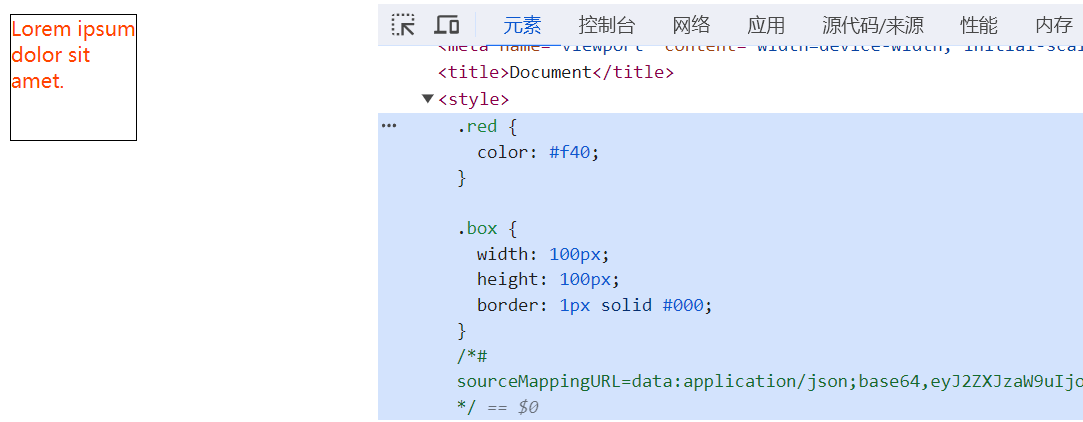 Lorem ipsum
dolor sit
amet.
元素 控制台 网络 应用 源代码/来源 性能 内存
<meta name="viewport" content="width=device-width, initial-scal
<title>Document</title>
▼<style>
.red {
color: #f40;
}
.box {
width: 100px;
height: 100px;
border: 1px solid #000;
}
/*#
sourceMappingURL=data:application/json;base64,eyJ2ZXJzaW9uIjo
*/ == $0